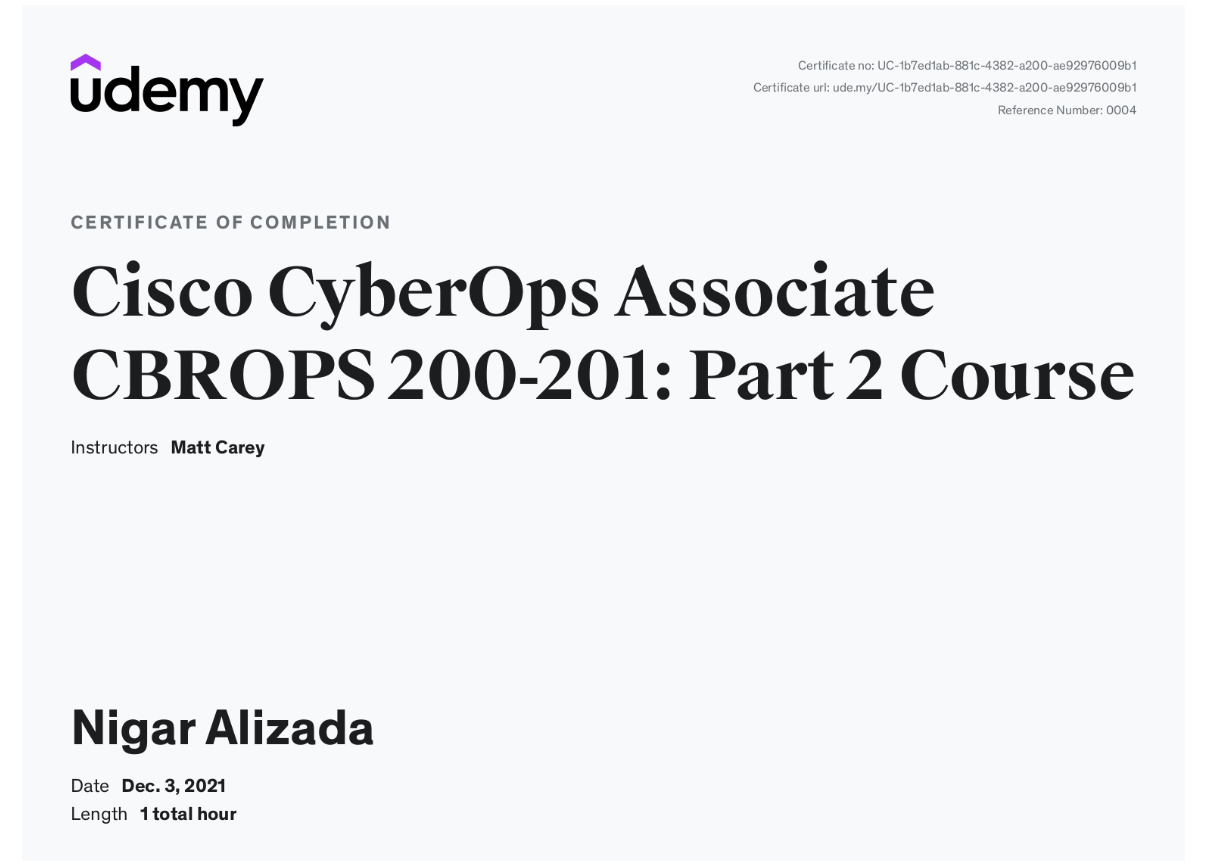 udemy
Certificate no: UC-1b7ed1ab-881c-4382-a200-ae92976009b1
Certificate url: ude.my/UC-1b7ed1ab-881c-4382-a200-ae92976009b1
Reference Number: 0004
CERTIFICATE OF COMPLETION
Cisco CyberOps Associate
CBROPS 200-201: Part 2 Course
Instructors Matt Carey
Nigar Alizada
Date Dec. 3, 2021
Length 1 total hour